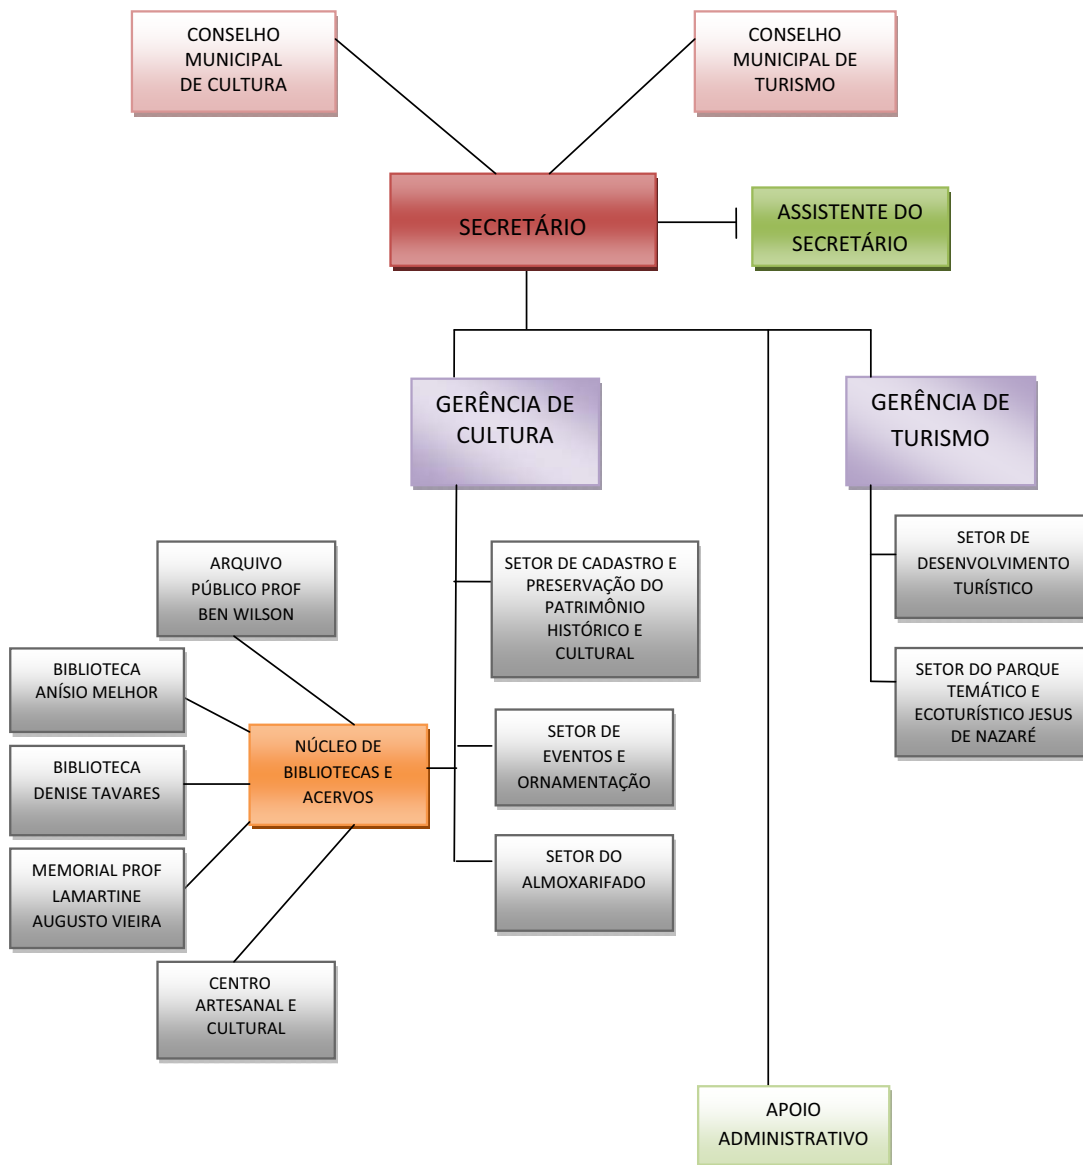 CONSELHO
MUNICIPAL
DE CULTURA
CONSELHO
MUNICIPAL DE
TURISMO
SECRETÁRIO
ASSISTENTE DO
SECRETÁRIO
GERÊNCIA DE
CULTURA
GERÊNCIA DE
TURISMO
ARQUIVO
PÚBLICO PROF
BEN WILSON
SETOR DE CADASTRO E
PRESERVAÇÃO DO
PATRIMÔNIO
HISTÓRICO E
CULTURAL
SETOR DE
DESENVOLVIMENTO
TURÍSTICO
BIBLIOTECA
ANÍSIO MELHOR
SETOR DO PARQUE
TEMÁTICO E
ECOTURÍSTICO JESUS
DE NAZARÉ
NÚCLEO DE
BIBLIOTECAS E
ACERVOS
SETOR DE
EVENTOS E
ORNAMENTAÇÃO
BIBLIOTECA
DENISE TAVARES
MEMORIAL PROF
LAMARTINE
AUGUSTO VIEIRA
SETOR DO
ALMOXARIFADO
CENTRO
ARTESANAL E
CULTURAL
APOIO
ADMINISTRATIVO